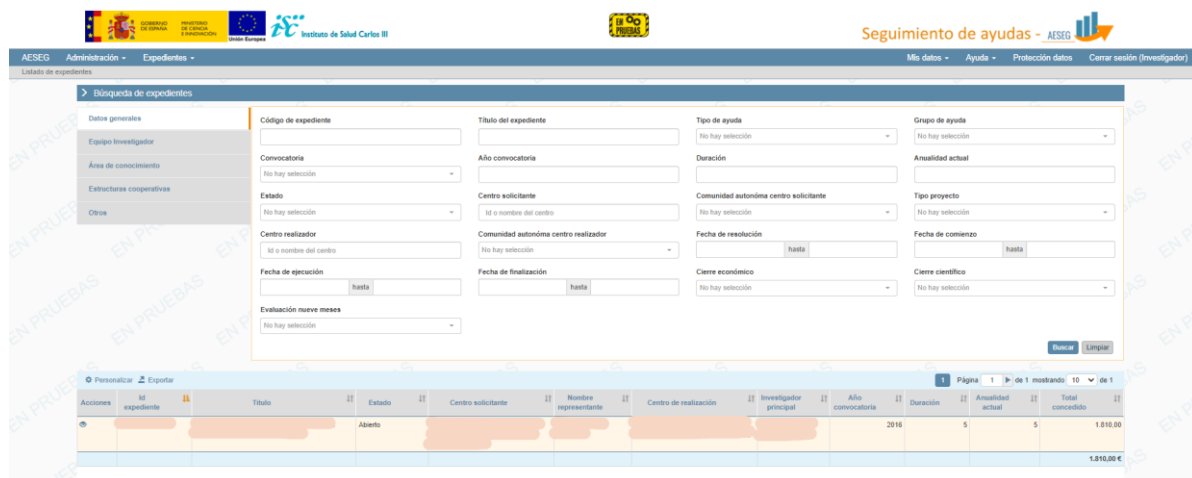 GOBIERNO DE ESPAÑA MINISTERIO DE CIENCIA E INNOVACIÓN Unión Europea Instituto de Salud Carlos III EN PRUEBAS Seguimiento de ayudas - AESEG
AESEG Administración Expedientes Mis datos Ayuda Protección datos Cerrar sesión (Investigador)
Listado de expedientes
Búsqueda de expedientes
Datos generales
Equipo Investigador
Área de conocimiento
Estructuras cooperativas
Otros
Código de expediente Título del expediente Tipo de ayuda Grupo de ayuda
No hay selección No hay selección
Convocatoria Año convocatoria Duración Anualidad actual
No hay selección
Estado Centro solicitante Comunidad autonóma centro solicitante Tipo proyecto
No hay selección Id o nombre del centro No hay selección No hay selección
Centro realizador Comunidad autonóma centro realizador Fecha de resolución Fecha de comienzo
Id o nombre del centro No hay selección hasta hasta
Fecha de ejecución Fecha de finalización Cierre económico Cierre científico
hasta hasta No hay selección No hay selección
Evaluación nueve meses
No hay selección
Buscar Limpiar
Personalizar Exportar 1 Página 1 de 1 mostrando 10 de 1
Acciones Id expediente Título Estado Centro solicitante Nombre representante Centro de realización Investigador principal Año convocatoria Duración Anualidad actual Total concedido
Abierto 2016 5 5 1.810,00
1.810,00 €
EN PRUEBAS